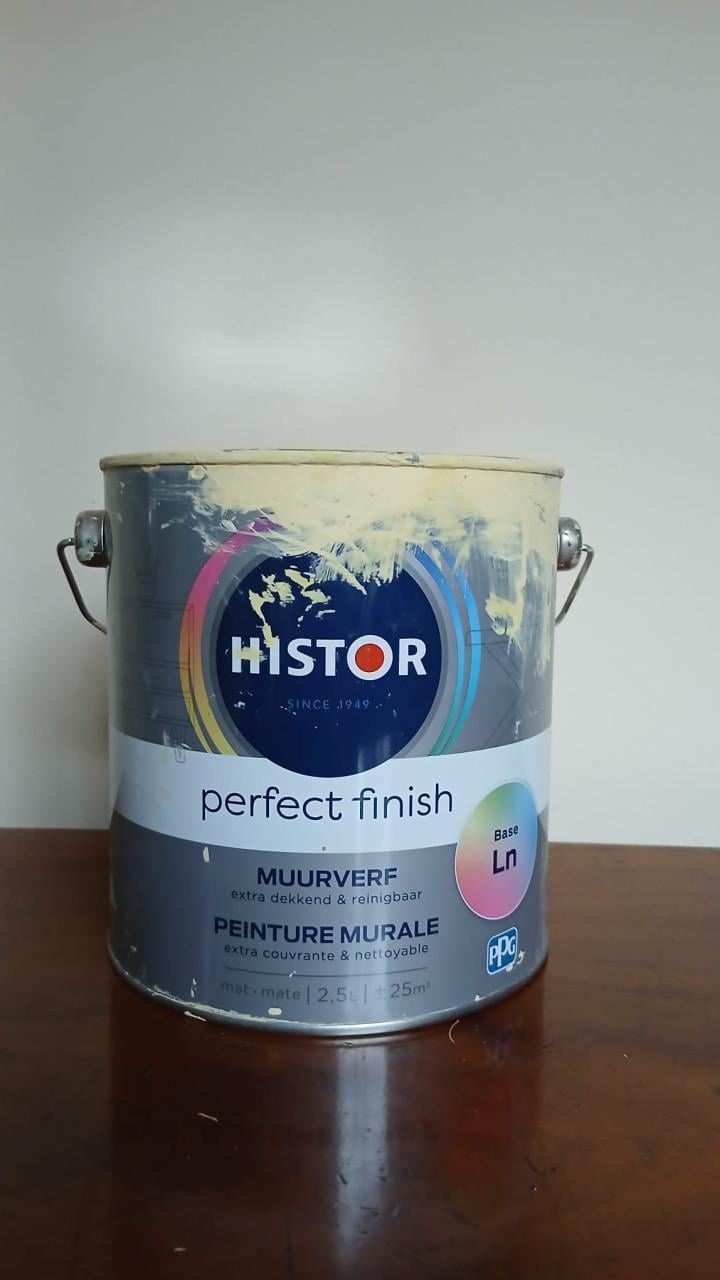 HISTOR
SINCE 1949
perfect finish
Base
Ln
MUURVERF
extra dekkend & reinigbaar
PEINTURE MURALE
extra couvrante & nettoyable
PPG
mat • mate | 2,5L | ± 25m²